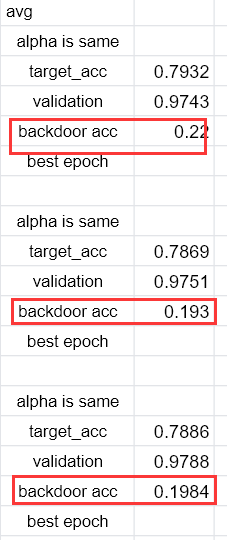 avg
alpha is same
target_acc 0.7932
validation 0.9743
backdoor acc 0.22
best epoch
alpha is same
target_acc 0.7869
validation 0.9751
backdoor acc 0.193
best epoch
alpha is same
target_acc 0.7886
validation 0.9788
backdoor acc 0.1984
best epoch